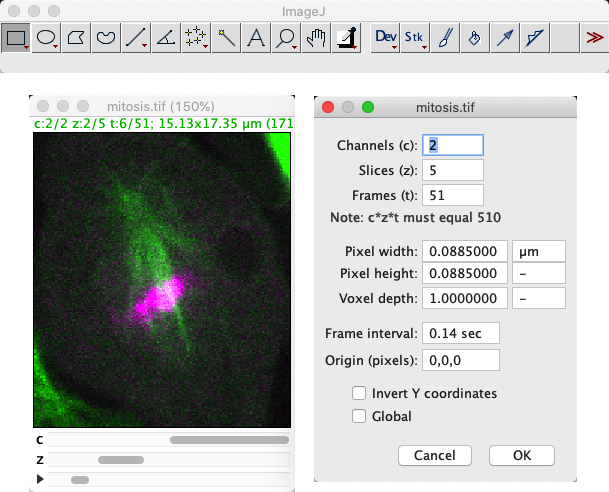 ImageJ
A
Dev
Stk
>>
mitosis.tif (150%)
c:2/2 z:2/5 t:6/51; 15.13x17.35 µm (171
C
Z
mitosis.tif
Channels (c): 2
Slices (z): 5
Frames (t): 51
Note: c*z*t must equal 510
Pixel width: 0.0885000 µm
Pixel height: 0.0885000 -
Voxel depth: 1.0000000 -
Frame interval: 0.14 sec
Origin (pixels): 0,0,0
Invert Y coordinates
Global
Cancel OK